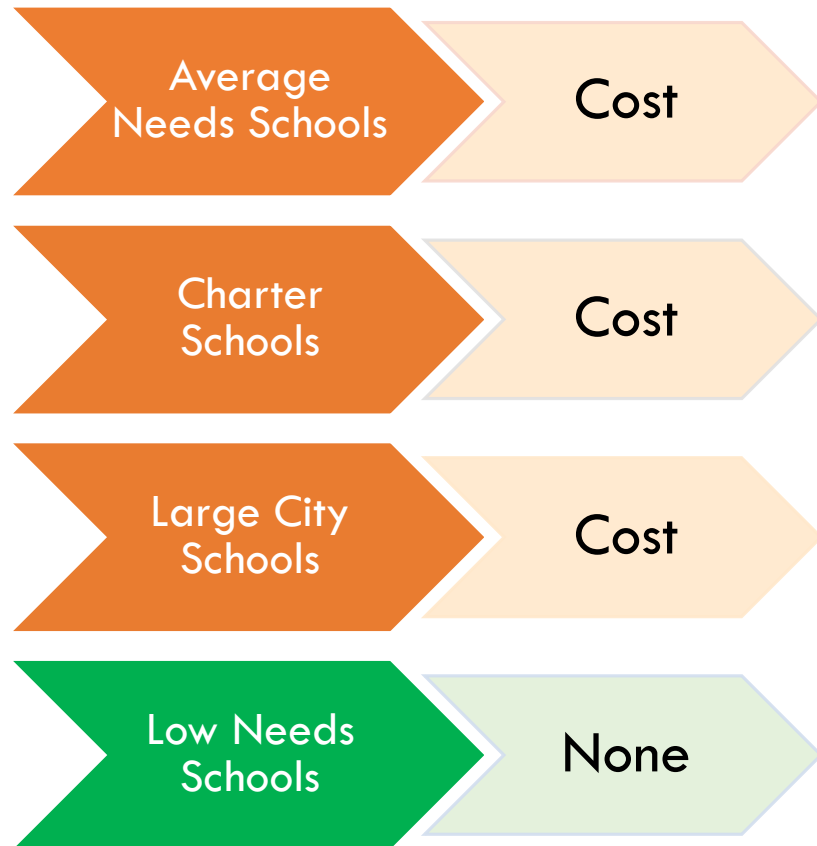 Average
Needs Schools
Cost
Charter
Schools
Cost
Large City
Schools
Cost
Low Needs
Schools
None